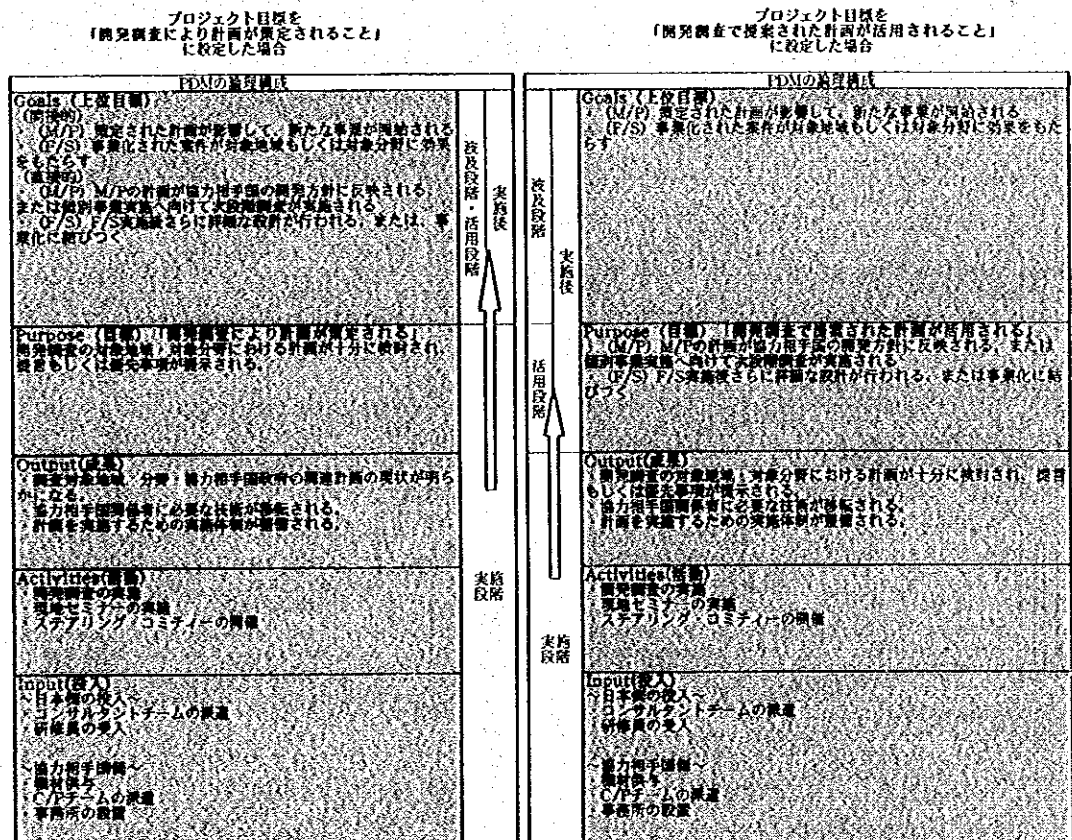 プロジェクト目標を
「開発調査により計画が策定されること」
に設定した場合
PDMの論理構成
Goals（上位目標）
（間接的）
・（M/P）策定された計画が影響して、新たな事業が開始される
・（F/S）事業化された案件が対象地域もしくは対象分野に効果
をもたらす
（直接的）
・（M/P）M/Pの計画が協力相手国の開発方針に反映される、
または個別事業実施へ向けて次段階調査が実施される
・（F/S）F/S実施後さらに詳細な設計が行われる、または、事
業化に結びつく
Purpose（目標）「開発調査により計画が策定される」
開発調査の対象地域・対象分野における計画が十分に検討され、
提言もしくは優先事項が提示される。
Output(成果)
・調査対象地域・分野・協力相手国政府の関連計画の現状が明ら
かになる
・協力相手国関係者に必要な技術が移転される。
・計画を実施するための実施体制が整備される。
Activities(活動)
・開発調査の実施
・現地セミナーの実施
・ステアリング・コミティーの開催
Input(投入)
～日本側の投入～
・コンサルタントチームの派遣
・研修員の受入
～協力相手国側～
・機材供与
・C/Pチームの派遣
・事務所の設置
波及段階・活用段階
実施後
実施段階
プロジェクト目標を
「開発調査で提案された計画が活用されること」
に設定した場合
PDMの論理構成
波及段階
実施後
活用段階
実施段階
Goals（上位目標）
・（M/P）策定された計画が影響して、新たな事業が開始される
・（F/S）事業化された案件が対象地域もしくは対象分野に効果をもた
らす
Purpose（目標）「開発調査で提案された計画が活用される」
・（M/P）M/Pの計画が協力相手国の開発方針に反映される、または
個別事業実施へ向けて次段階調査が実施される
・（F/S）F/S実施後さらに詳細な設計が行われる、または事業化に結
びつく
Output(成果)
・開発調査の対象地域・対象分野における計画が十分に検討され、提言
もしくは優先事項が提示される。
・協力相手国関係者に必要な技術が移転される。
・計画を実施するための実施体制が整備される。
Activities(活動)
・開発調査の実施
・現地セミナーの実施
・ステアリング・コミティーの開催
Input(投入)
～日本側の投入～
・コンサルタントチームの派遣
・研修員の受入
～協力相手国側～
・機材供与
・C/Pチームの派遣
・事務所の設置